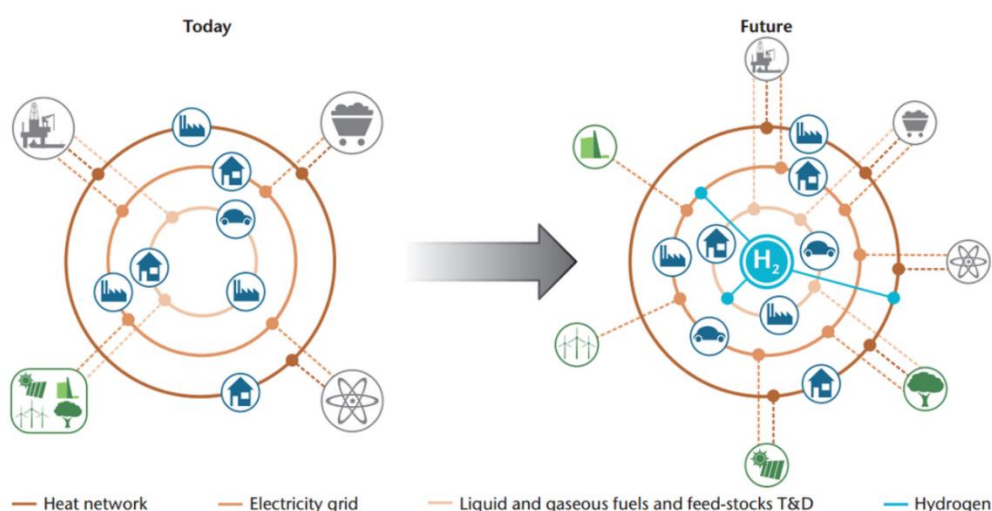 Today
Future
H₂
Heat network
Electricity grid
Liquid and gaseous fuels and feed-stocks T&D
Hydrogen